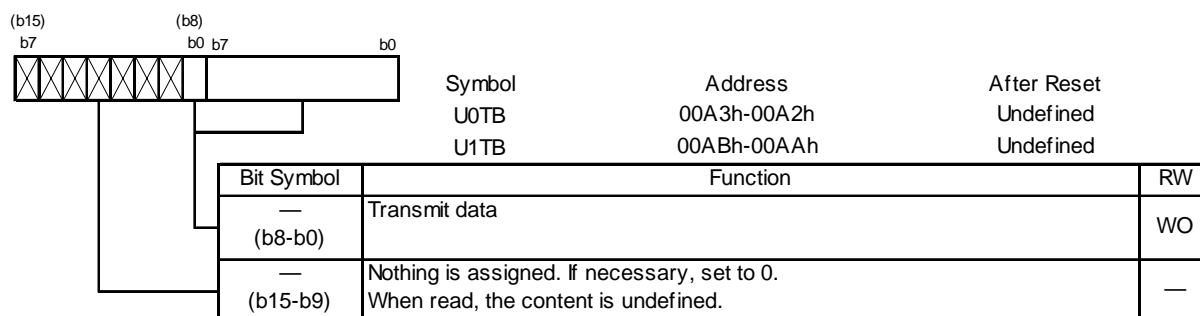 (b15) (b8)
b7 b0 b7 b0
Symbol Address After Reset
U0TB 00A3h-00A2h Undefined
U1TB 00ABh-00AAh Undefined
Bit Symbol Function RW
— Transmit data
(b8-b0) WO
— Nothing is assigned. If necessary, set to 0.
(b15-b9) When read, the content is undefined. —